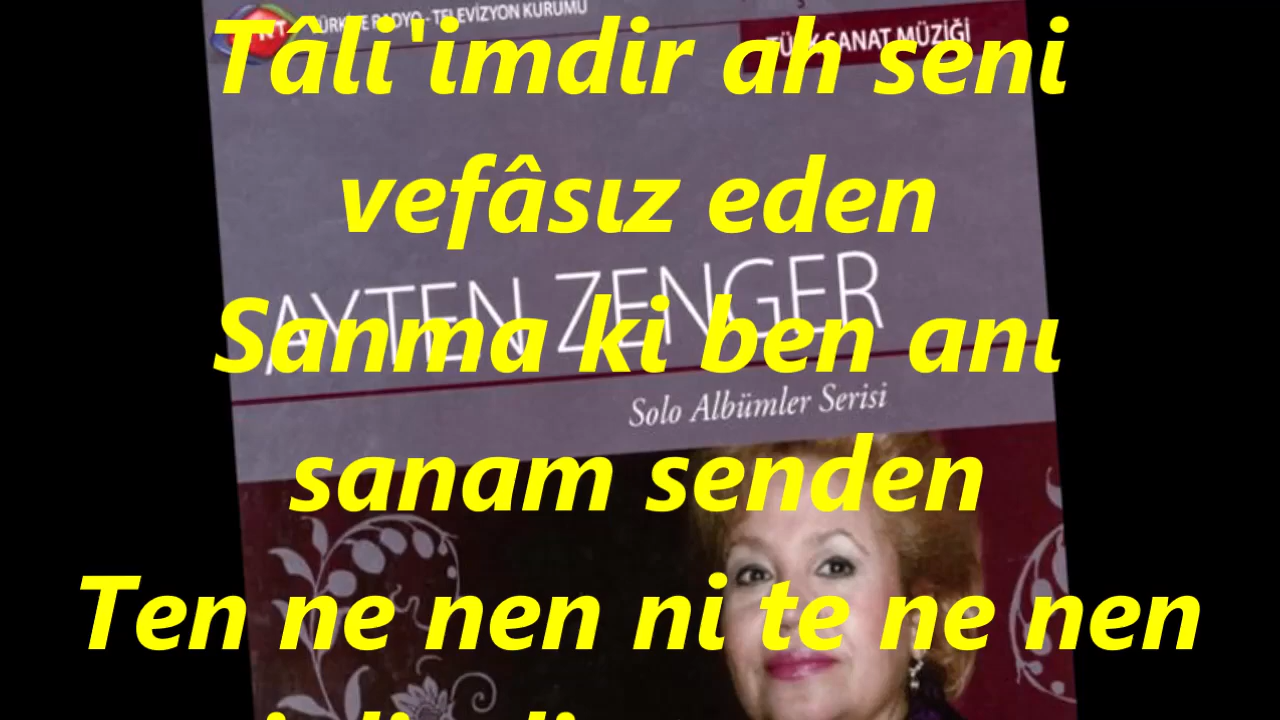 TÜRKİYE RADYO - TELEVİZYON KURUMU
TÜRK SANAT MÜZİĞİ
Tâli'imdir ah seni
vefâsız eden
AYTEN ZENGER
Sanma ki ben anı
Solo Albümler Serisi
sanam senden
Ten ne nen ni te ne nen